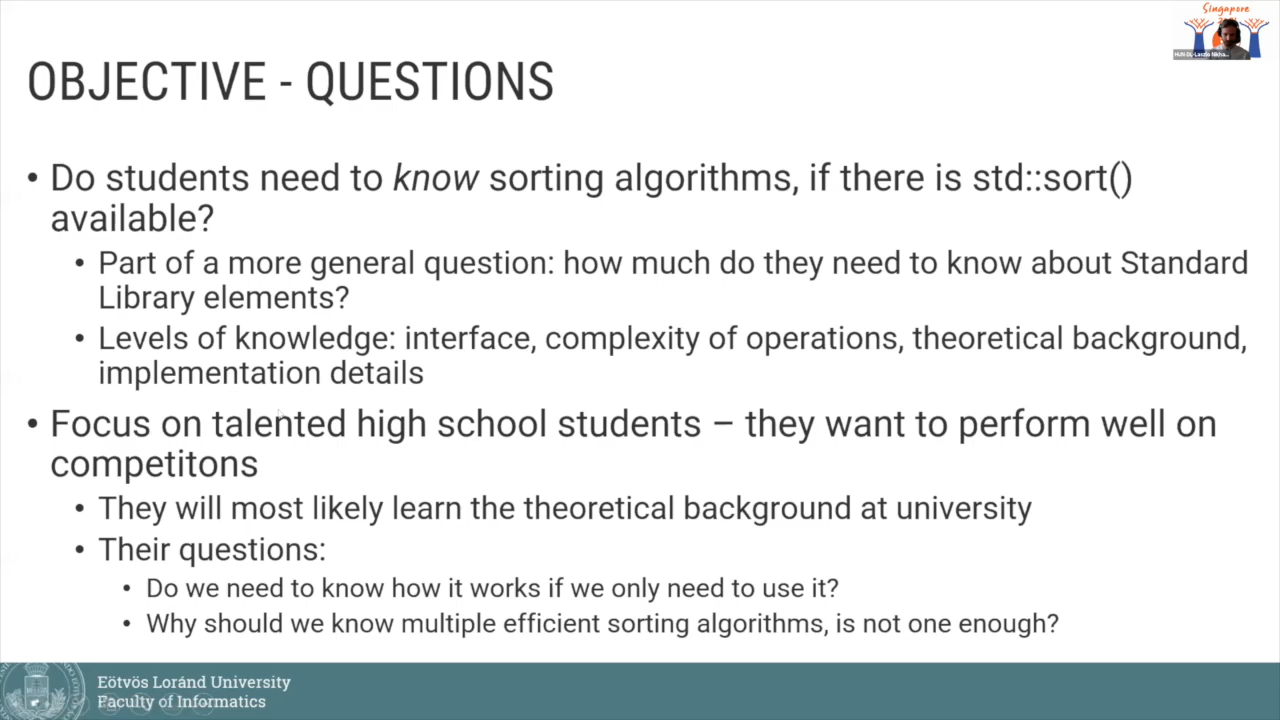 Singapore
HUN-DL-Laszlo Nikha...
OBJECTIVE - QUESTIONS
• Do students need to know sorting algorithms, if there is std::sort()
available?
• Part of a more general question: how much do they need to know about Standard
Library elements?
• Levels of knowledge: interface, complexity of operations, theoretical background,
implementation details
• Focus on talented high school students – they want to perform well on
competitons
• They will most likely learn the theoretical background at university
• Their questions:
• Do we need to know how it works if we only need to use it?
• Why should we know multiple efficient sorting algorithms, is not one enough?
Eötvös Loránd University
Faculty of Informatics